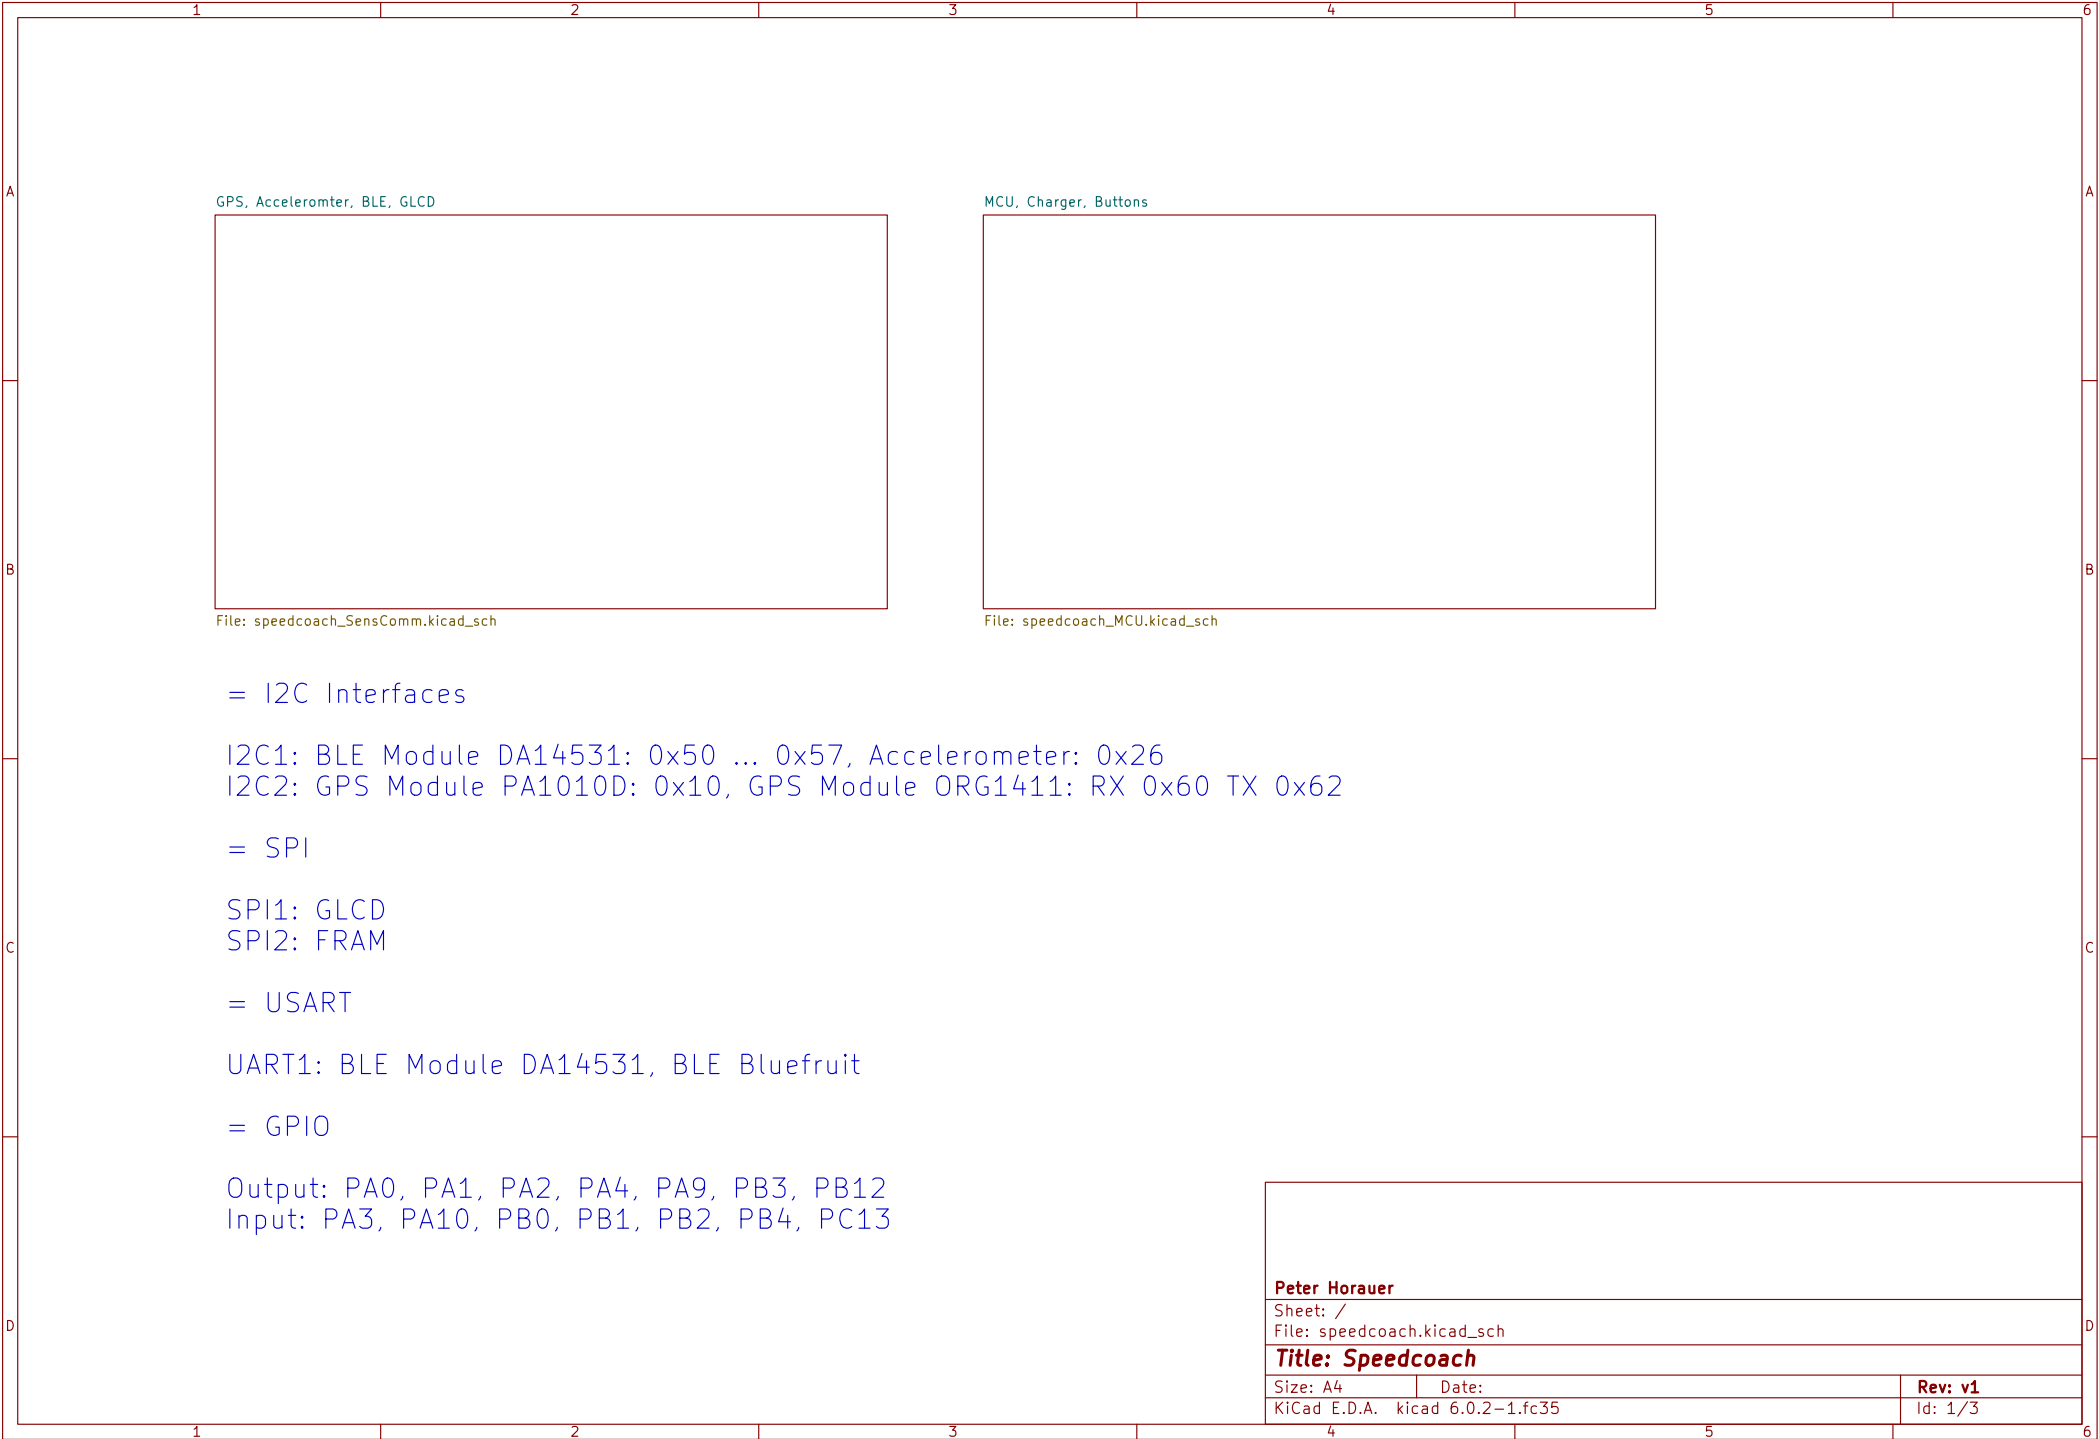 1 2 3 4 5 6
A A
GPS, Acceleromter, BLE, GLCD
MCU, Charger, Buttons
B B
File: speedcoach_SensComm.kicad_sch
File: speedcoach_MCU.kicad_sch
= I2C Interfaces
I2C1: BLE Module DA14531: 0x50 ... 0x57, Accelerometer: 0x26
I2C2: GPS Module PA1010D: 0x10, GPS Module ORG1411: RX 0x60 TX 0x62
= SPI
SPI1: GLCD
SPI2: FRAM
C C
= USART
UART1: BLE Module DA14531, BLE Bluefruit
= GPIO
Output: PA0, PA1, PA2, PA4, PA9, PB3, PB12
Input: PA3, PA10, PB0, PB1, PB2, PB4, PC13
Peter Horauer
Sheet: /
D D
File: speedcoach.kicad_sch
Title: Speedcoach
Size: A4 Date: Rev: v1
KiCad E.D.A. kicad 6.0.2-1.fc35 Id: 1/3
1 2 3 4 5 6